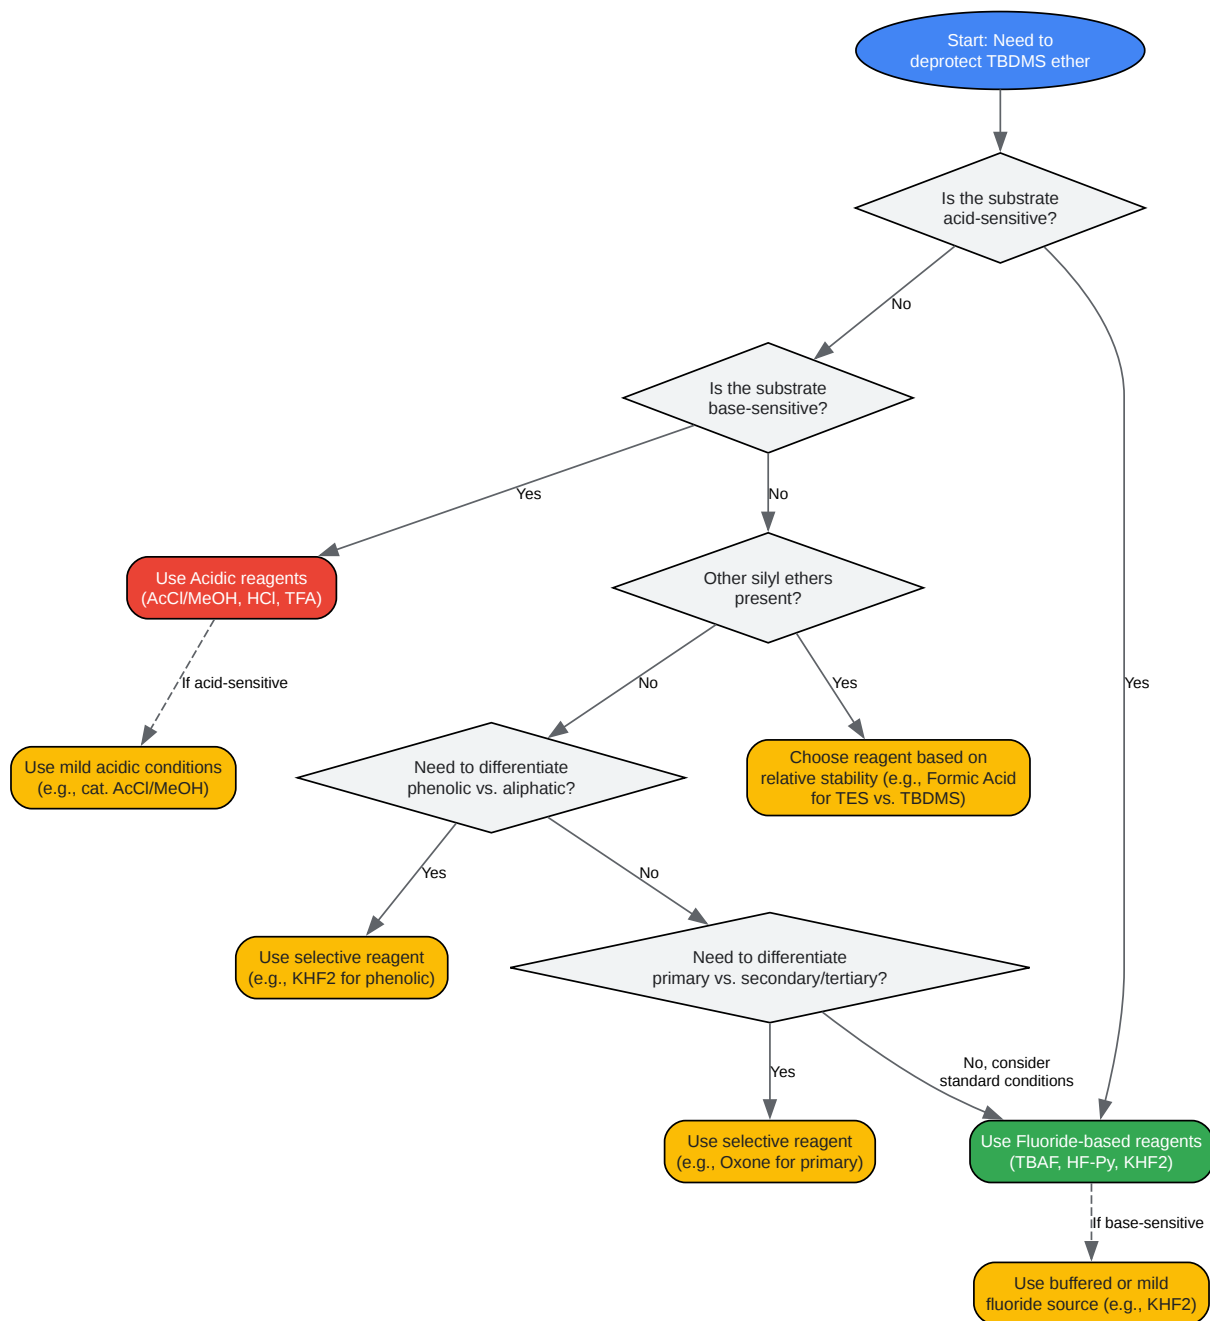 Start: Need to
deprotect TBDMS ether
Is the substrate
acid-sensitive?
No
Is the substrate
base-sensitive?
Yes
No
Use Acidic reagents
(AcCl/MeOH, HCl, TFA)
Other silyl ethers
present?
If acid-sensitive
No
Yes
Yes
Use mild acidic conditions
(e.g., cat. AcCl/MeOH)
Need to differentiate
phenolic vs. aliphatic?
Choose reagent based on
relative stability (e.g., Formic Acid
for TES vs. TBDMS)
Yes
No
Use selective reagent
(e.g., KHF2 for phenolic)
Need to differentiate
primary vs. secondary/tertiary?
Yes
No, consider
standard conditions
Use selective reagent
(e.g., Oxone for primary)
Use Fluoride-based reagents
(TBAF, HF-Py, KHF2)
If base-sensitive
Use buffered or mild
fluoride source (e.g., KHF2)